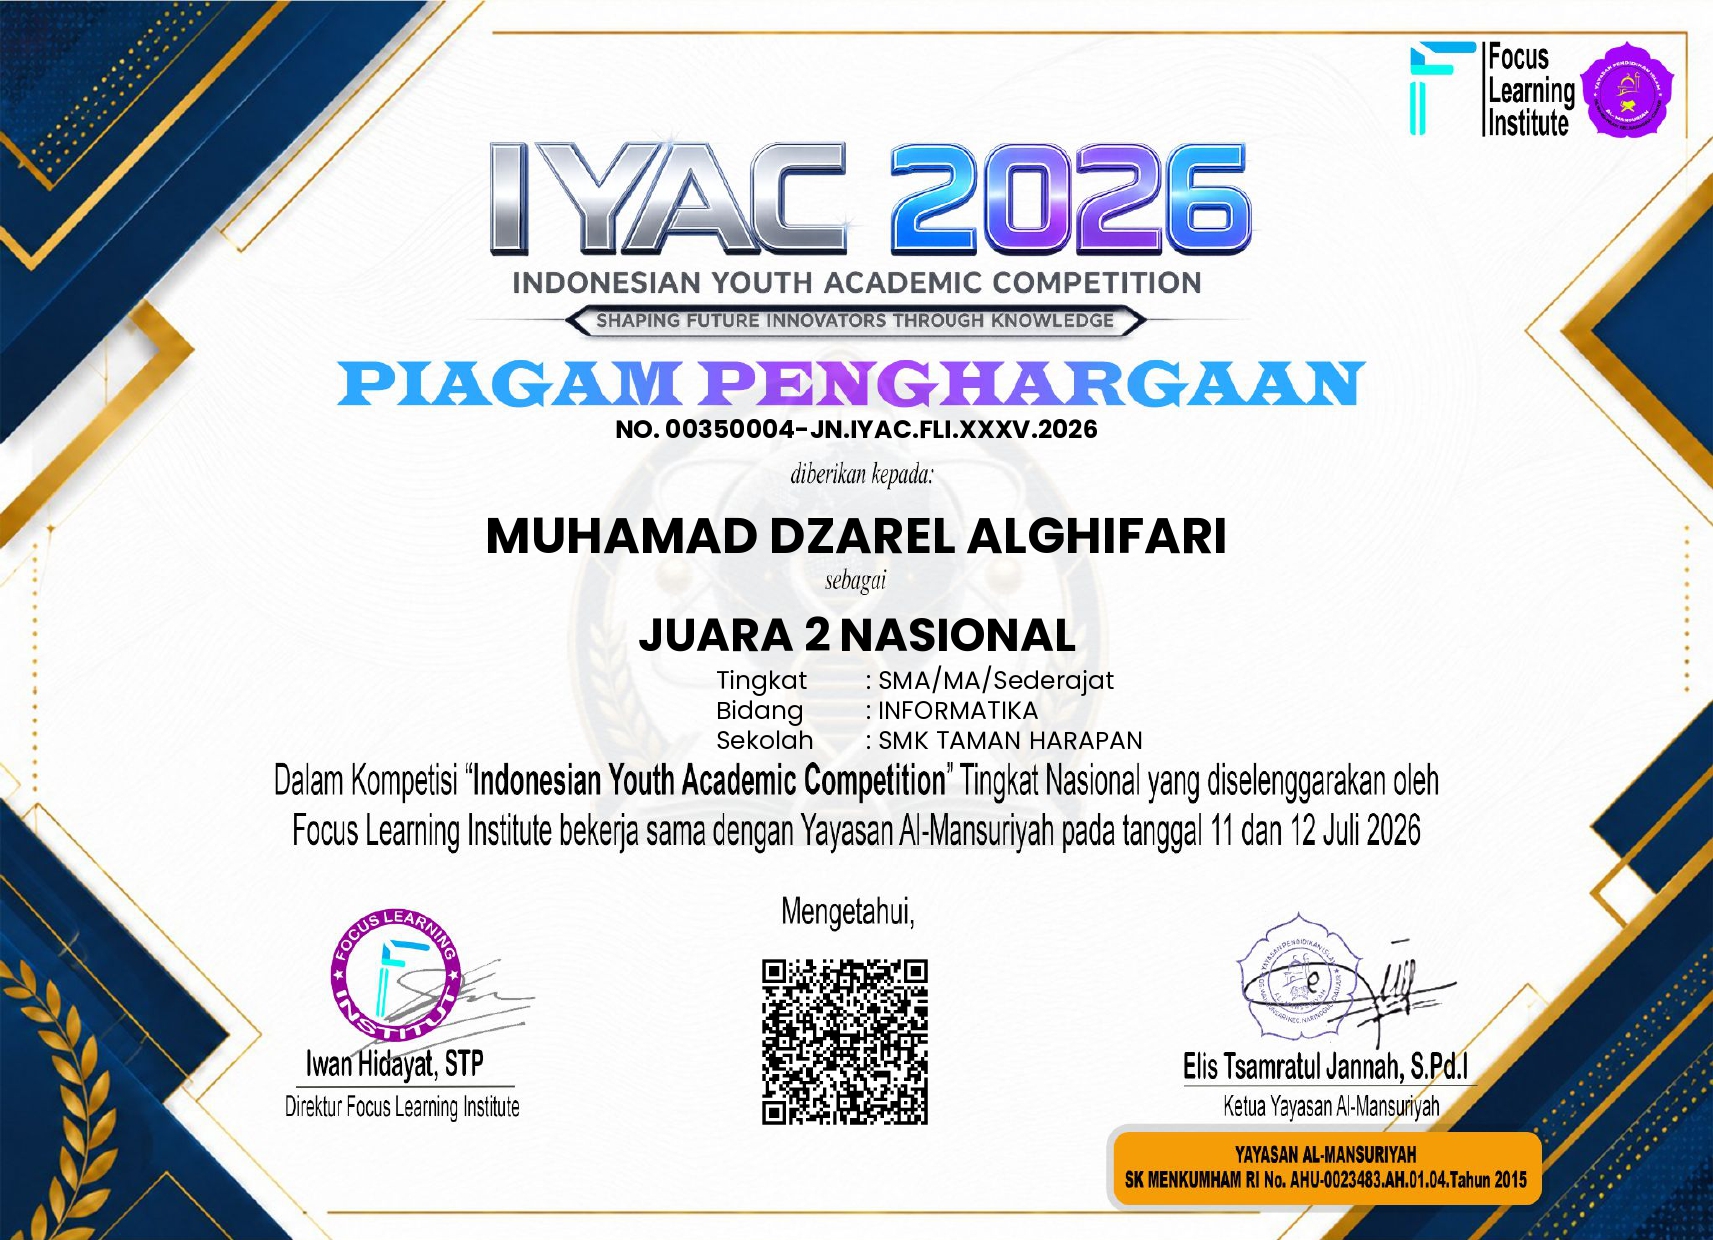 Focus
Learning
Institute
IYAC 2026
INDONESIAN YOUTH ACADEMIC COMPETITION
SHAPING FUTURE INNOVATORS THROUGH KNOWLEDGE
PIAGAM PENGHARGAAN
NO. 00350004-JN.IYAC.FLI.XXXV.2026
diberikan kepada:
MUHAMAD DZAREL ALGHIFARI
sebagai
JUARA 2 NASIONAL
Tingkat : SMA/MA/Sederajat
Bidang : INFORMATIKA
Sekolah : SMK TAMAN HARAPAN
Dalam Kompetisi “Indonesian Youth Academic Competition” Tingkat Nasional yang diselenggarakan oleh
Focus Learning Institute bekerja sama dengan Yayasan Al-Mansuriyah pada tanggal 11 dan 12 Juli 2026
Mengetahui,
FOCUS LEARNING
INSTITUT
Iwan Hidayat, STP
Direktur Focus Learning Institute
Elis Tsamratul Jannah, S.Pd.I
Ketua Yayasan Al-Mansuriyah
YAYASAN AL-MANSURIYAH
SK MENKUMHAM RI No. AHU-0023483.AH.01.04.Tahun 2015